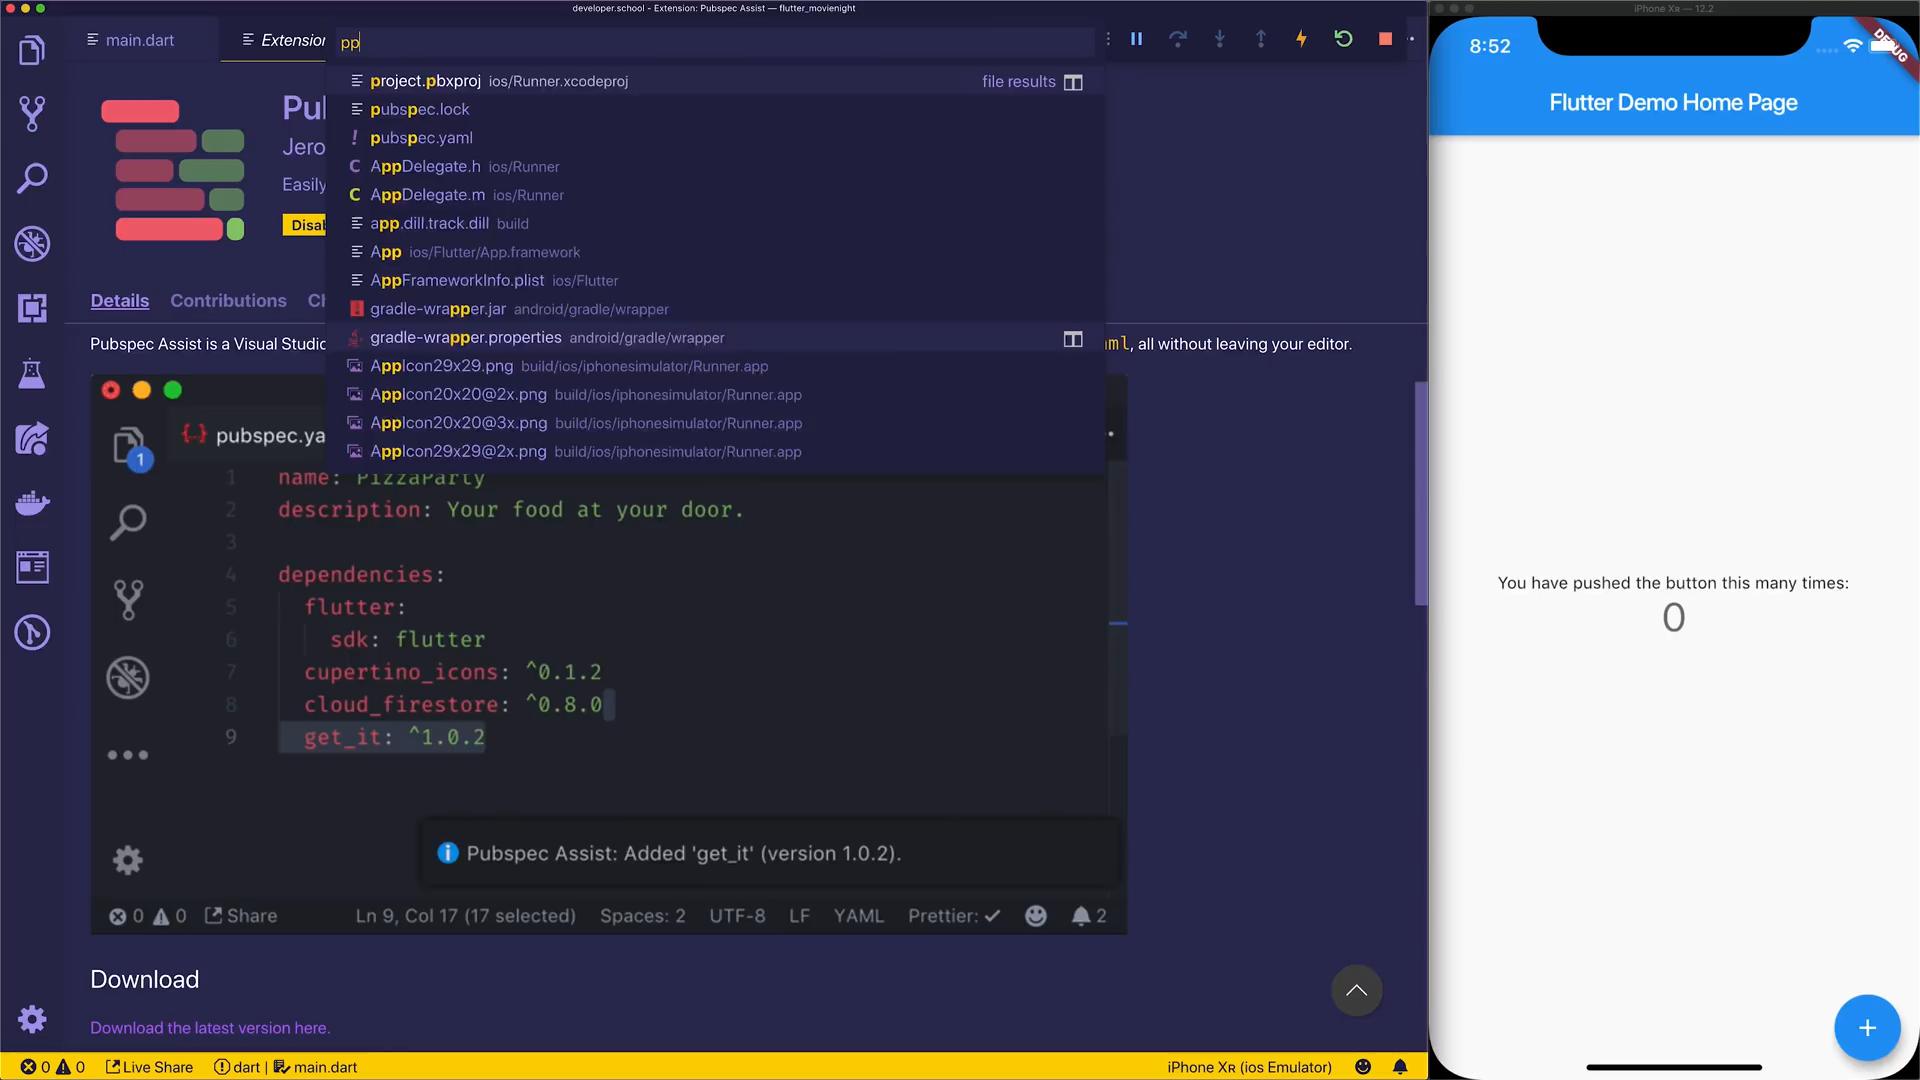 developer.school - Extension: Pubspec Assist — flutter_movienight
main.dart
Extension
pp
project.pbxproj ios/Runner.xcodeproj
file results
pubspec.lock
pubspec.yaml
AppDelegate.h ios/Runner
AppDelegate.m ios/Runner
app.dill.track.dill build
App ios/Flutter/App.framework
AppFrameworkInfo.plist ios/Flutter
gradle-wrapper.jar android/gradle/wrapper
gradle-wrapper.properties android/gradle/wrapper
AppIcon29x29.png build/ios/iphonesimulator/Runner.app
AppIcon20x20@2x.png build/ios/iphonesimulator/Runner.app
AppIcon20x20@3x.png build/ios/iphonesimulator/Runner.app
AppIcon29x29@2x.png build/ios/iphonesimulator/Runner.app
Jero
Easily
Details Contributions
Pubspec Assist is a Visual Studio
, all without leaving your editor.
1
pubspec.ya
1 name: PizzaParty
2 description: Your food at your door.
3
4 dependencies:
5 flutter:
6 sdk: flutter
7 cupertino_icons: ^0.1.2
8 cloud_firestore: ^0.8.0
9 get_it: ^1.0.2
Pubspec Assist: Added 'get_it' (version 1.0.2).
0 0 Share Ln 9, Col 17 (17 selected) Spaces: 2 UTF-8 LF YAML Prettier: 2
Download
Download the latest version here.
0 0 Live Share dart | main.dart iPhone XR (ios Emulator)
iPhone XR — 12.2
8:52
DEBUG
Flutter Demo Home Page
You have pushed the button this many times:
0
+